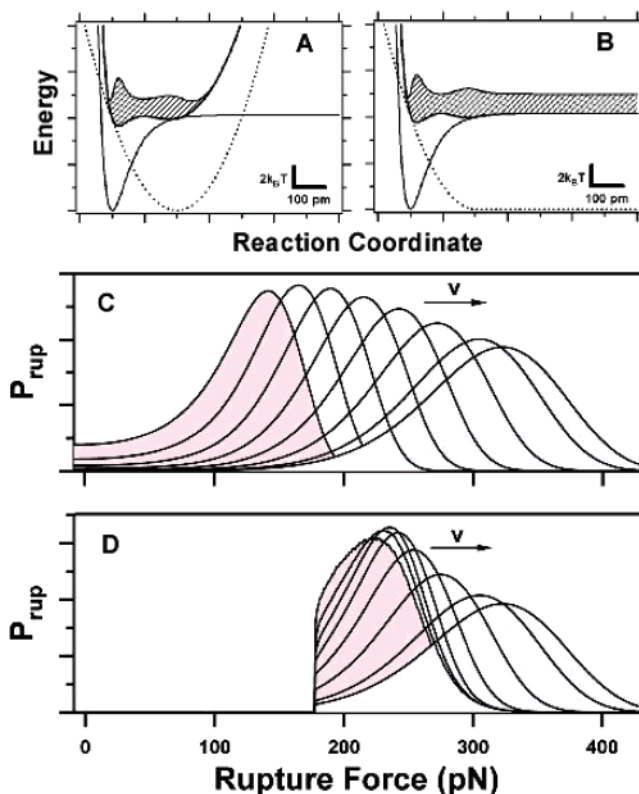 A
B
Energy
2kBT
100 pm
2kBT
100 pm
Reaction Coordinate
C
v
Prup
D
v
Prup
0 100 200 300 400
Rupture Force (pN)